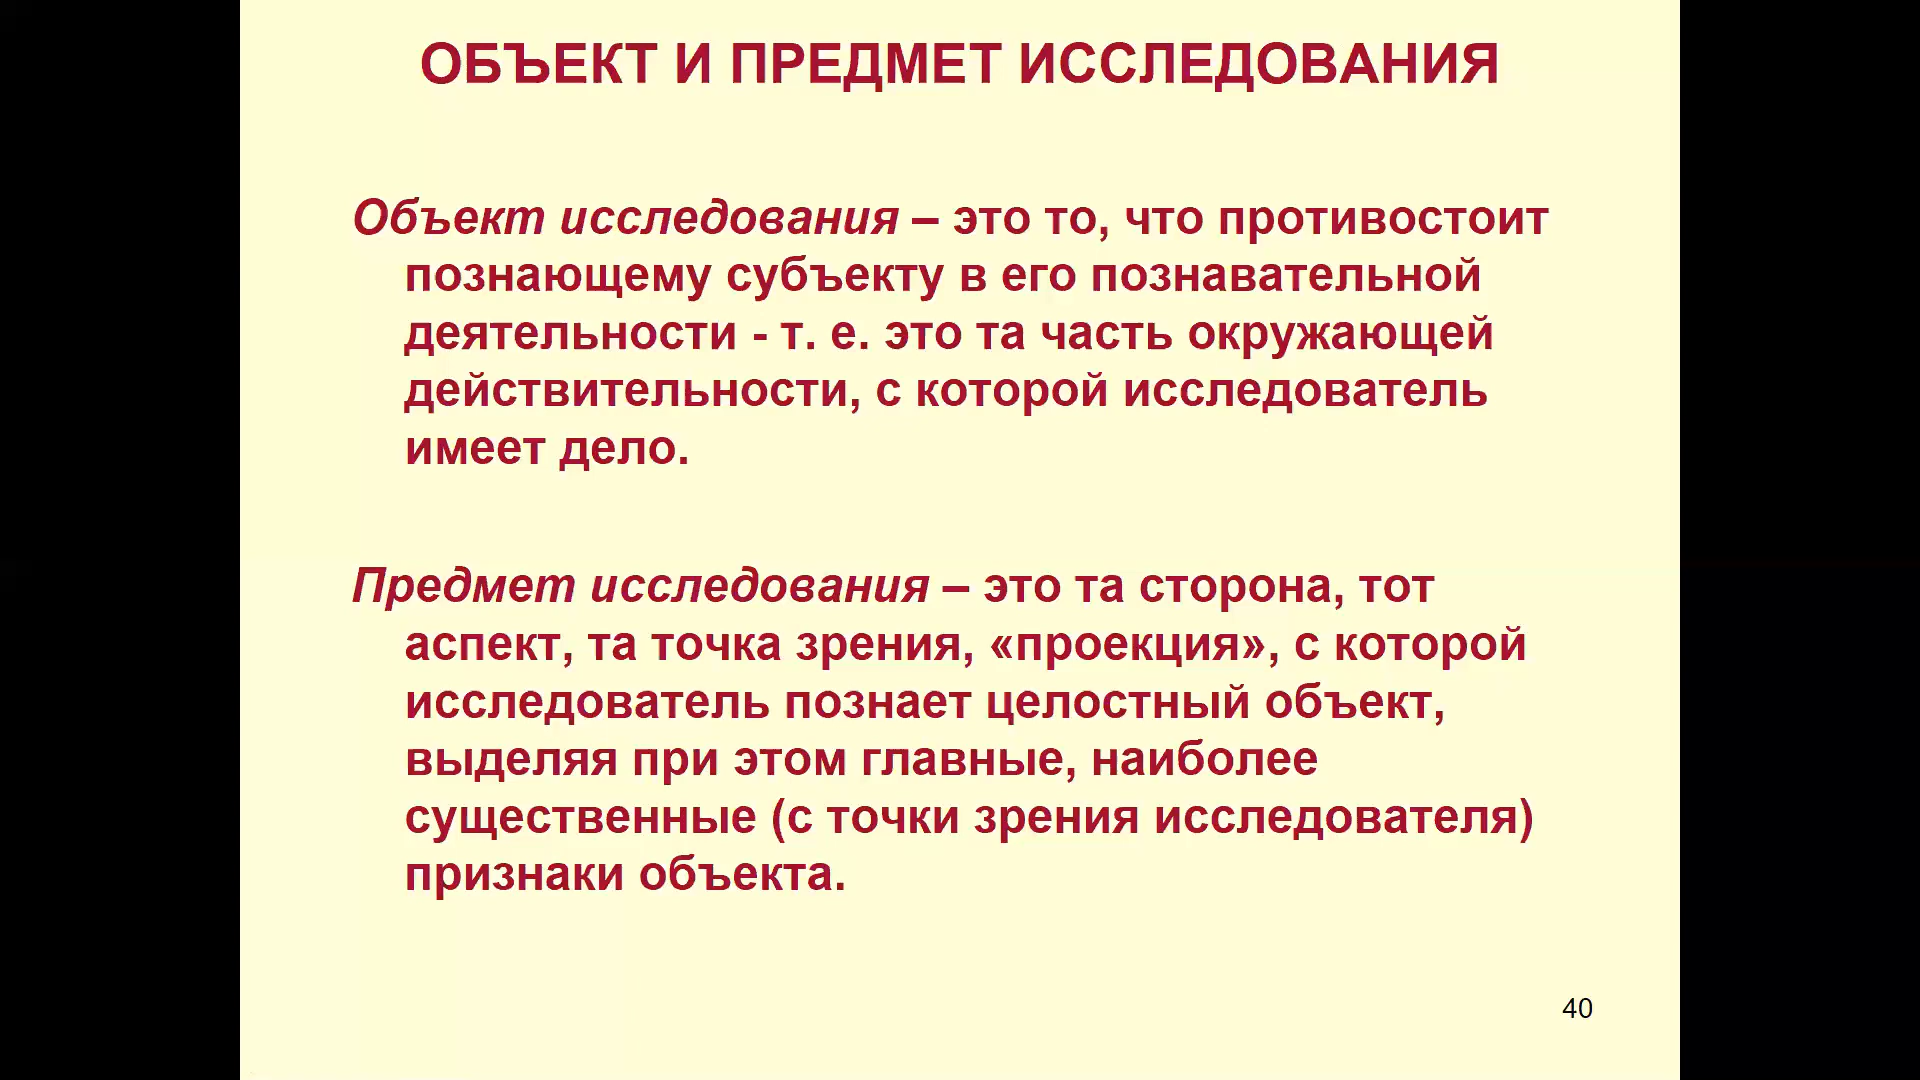 ОБЪЕКТ И ПРЕДМЕТ ИССЛЕДОВАНИЯ
Объект исследования – это то, что противостоит
познающему субъекту в его познавательной
деятельности - т. е. это та часть окружающей
действительности, с которой исследователь
имеет дело.
Предмет исследования – это та сторона, тот
аспект, та точка зрения, «проекция», с которой
исследователь познает целостный объект,
выделяя при этом главные, наиболее
существенные (с точки зрения исследователя)
признаки объекта.
40